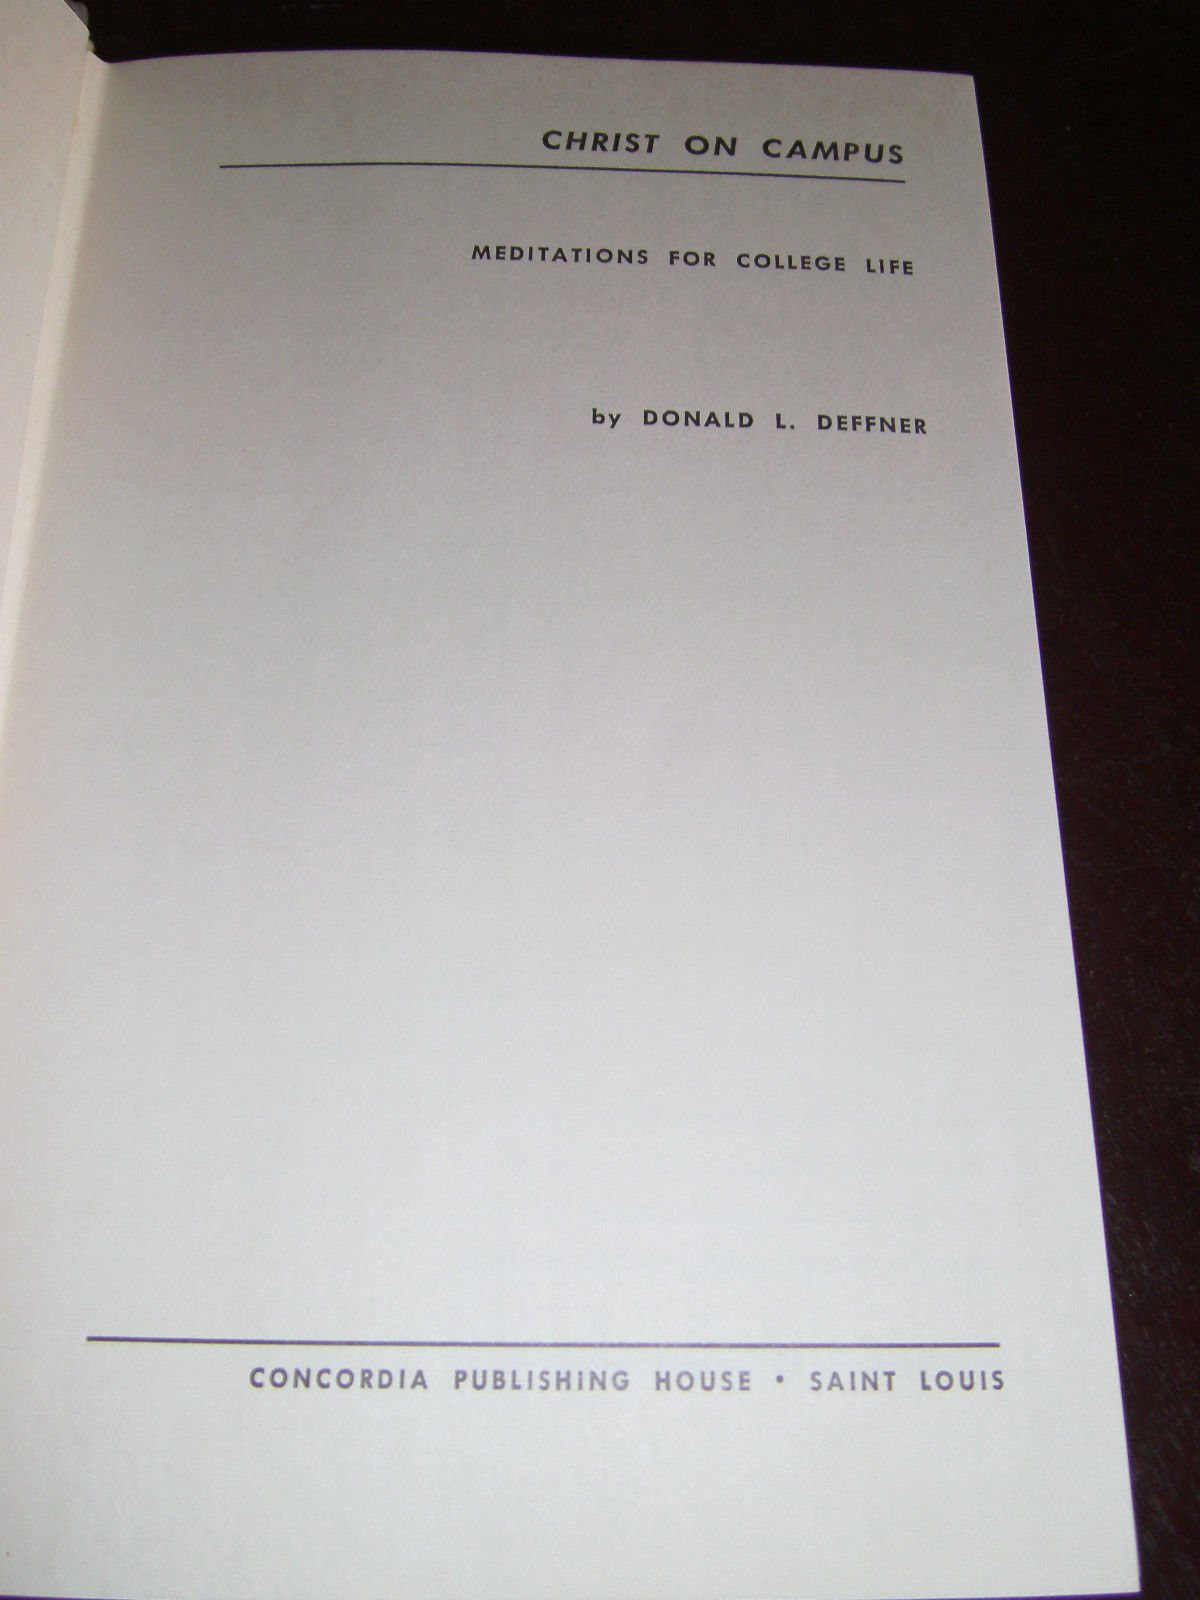 CHRIST ON CAMPUS
MEDITATIONS FOR COLLEGE LIFE
by DONALD L. DEFFNER
CONCORDIA PUBLISHING HOUSE • SAINT LOUIS